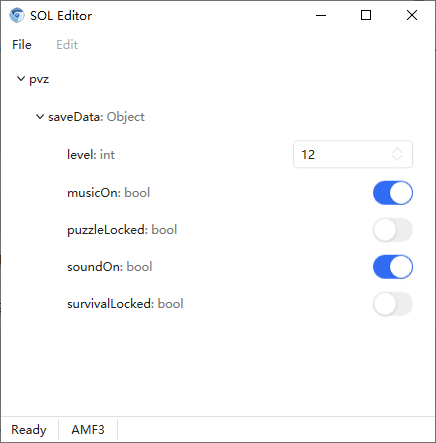 SOL Editor
File Edit
pvz
saveData: Object
level: int 12
musicOn: bool
puzzleLocked: bool
soundOn: bool
survivalLocked: bool
Ready AMF3